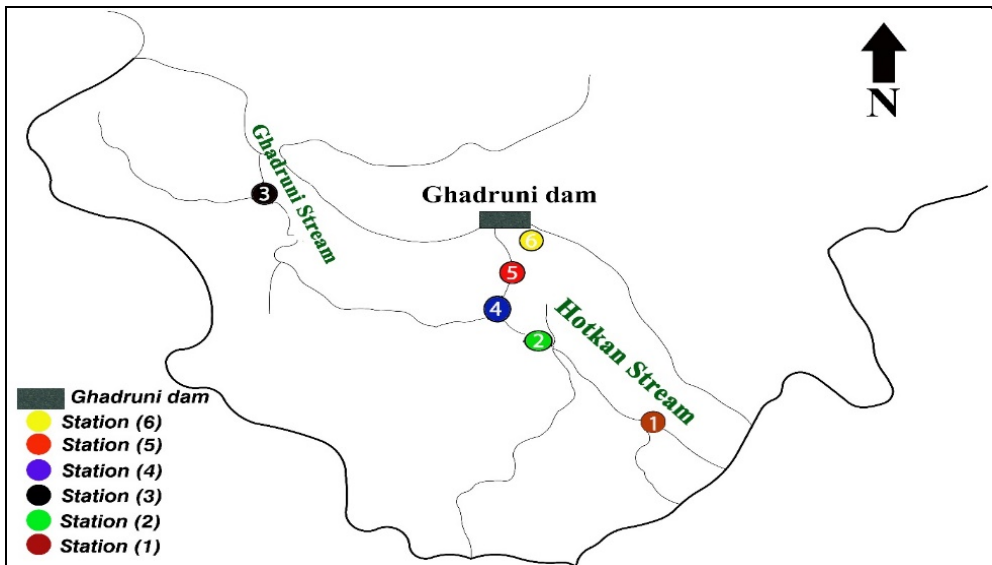 N
Ghadruni Stream
3
Ghadruni dam
6
5
4
2
Hotkan Stream
1
Ghadruni dam
Station (6)
Station (5)
Station (4)
Station (3)
Station (2)
Station (1)